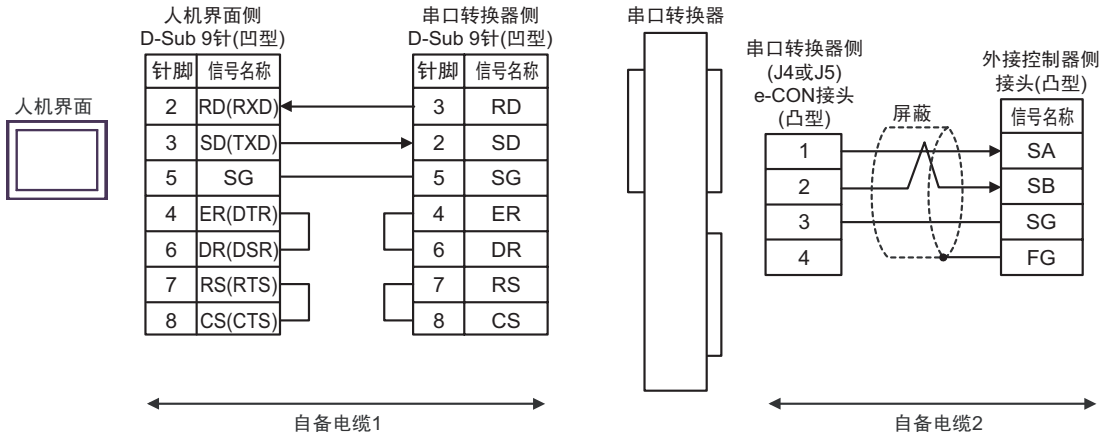 人机界面
人机界面侧
D-Sub 9针(凹型)
针脚 信号名称
2 RD(RXD)
3 SD(TXD)
5 SG
4 ER(DTR)
6 DR(DSR)
7 RS(RTS)
8 CS(CTS)
串口转换器侧
D-Sub 9针(凹型)
针脚 信号名称
3 RD
2 SD
5 SG
4 ER
6 DR
7 RS
8 CS
自备电缆1
串口转换器
串口转换器侧
(J4或J5)
e-CON接头
(凸型)
1
2
3
4
屏蔽
外接控制器侧
接头(凸型)
信号名称
SA
SB
SG
FG
自备电缆2